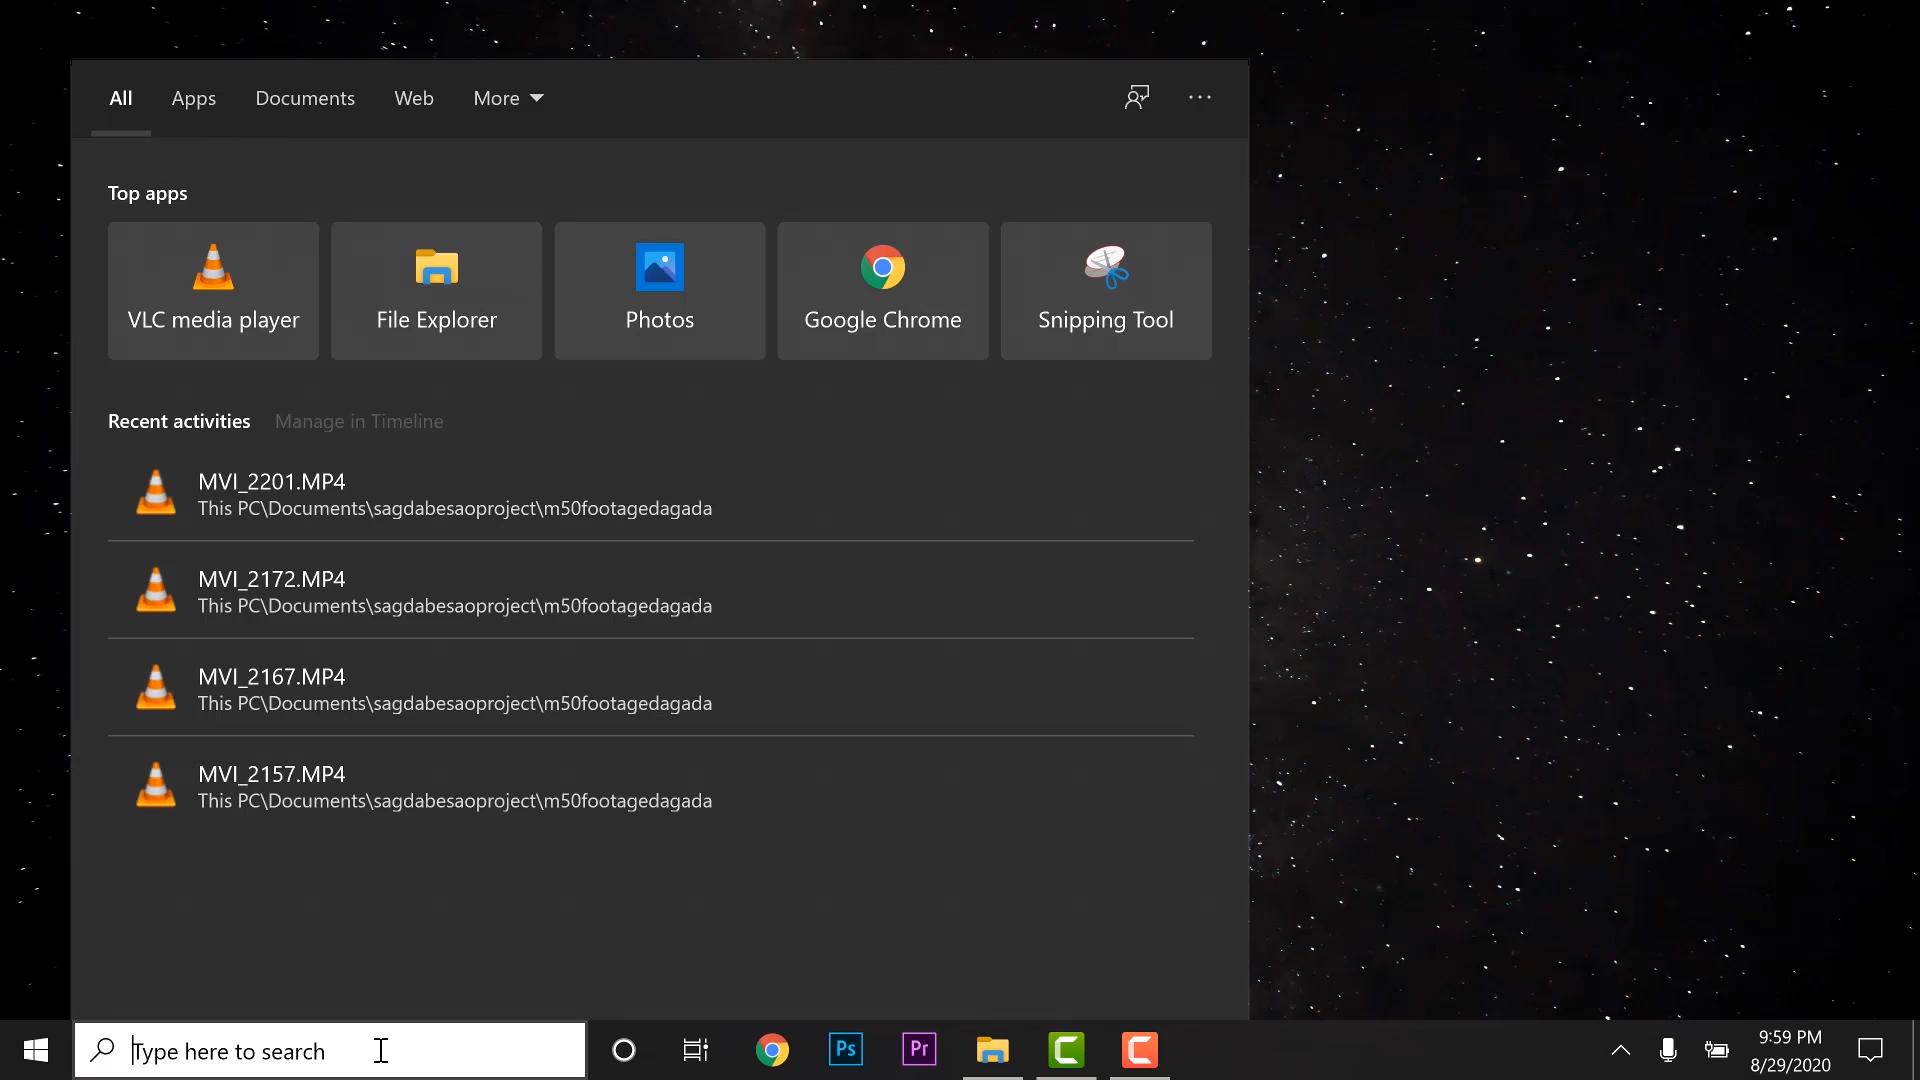 All Apps Documents Web More
Top apps
VLC media player File Explorer Photos Google Chrome Snipping Tool
Recent activities Manage in Timeline
MVI_2201.MP4
This PC\Documents\sagdabesaoproject\m50footagedagada
MVI_2172.MP4
This PC\Documents\sagdabesaoproject\m50footagedagada
MVI_2167.MP4
This PC\Documents\sagdabesaoproject\m50footagedagada
MVI_2157.MP4
This PC\Documents\sagdabesaoproject\m50footagedagada
Type here to search
Ps
Pr
9:59 PM
8/29/2020